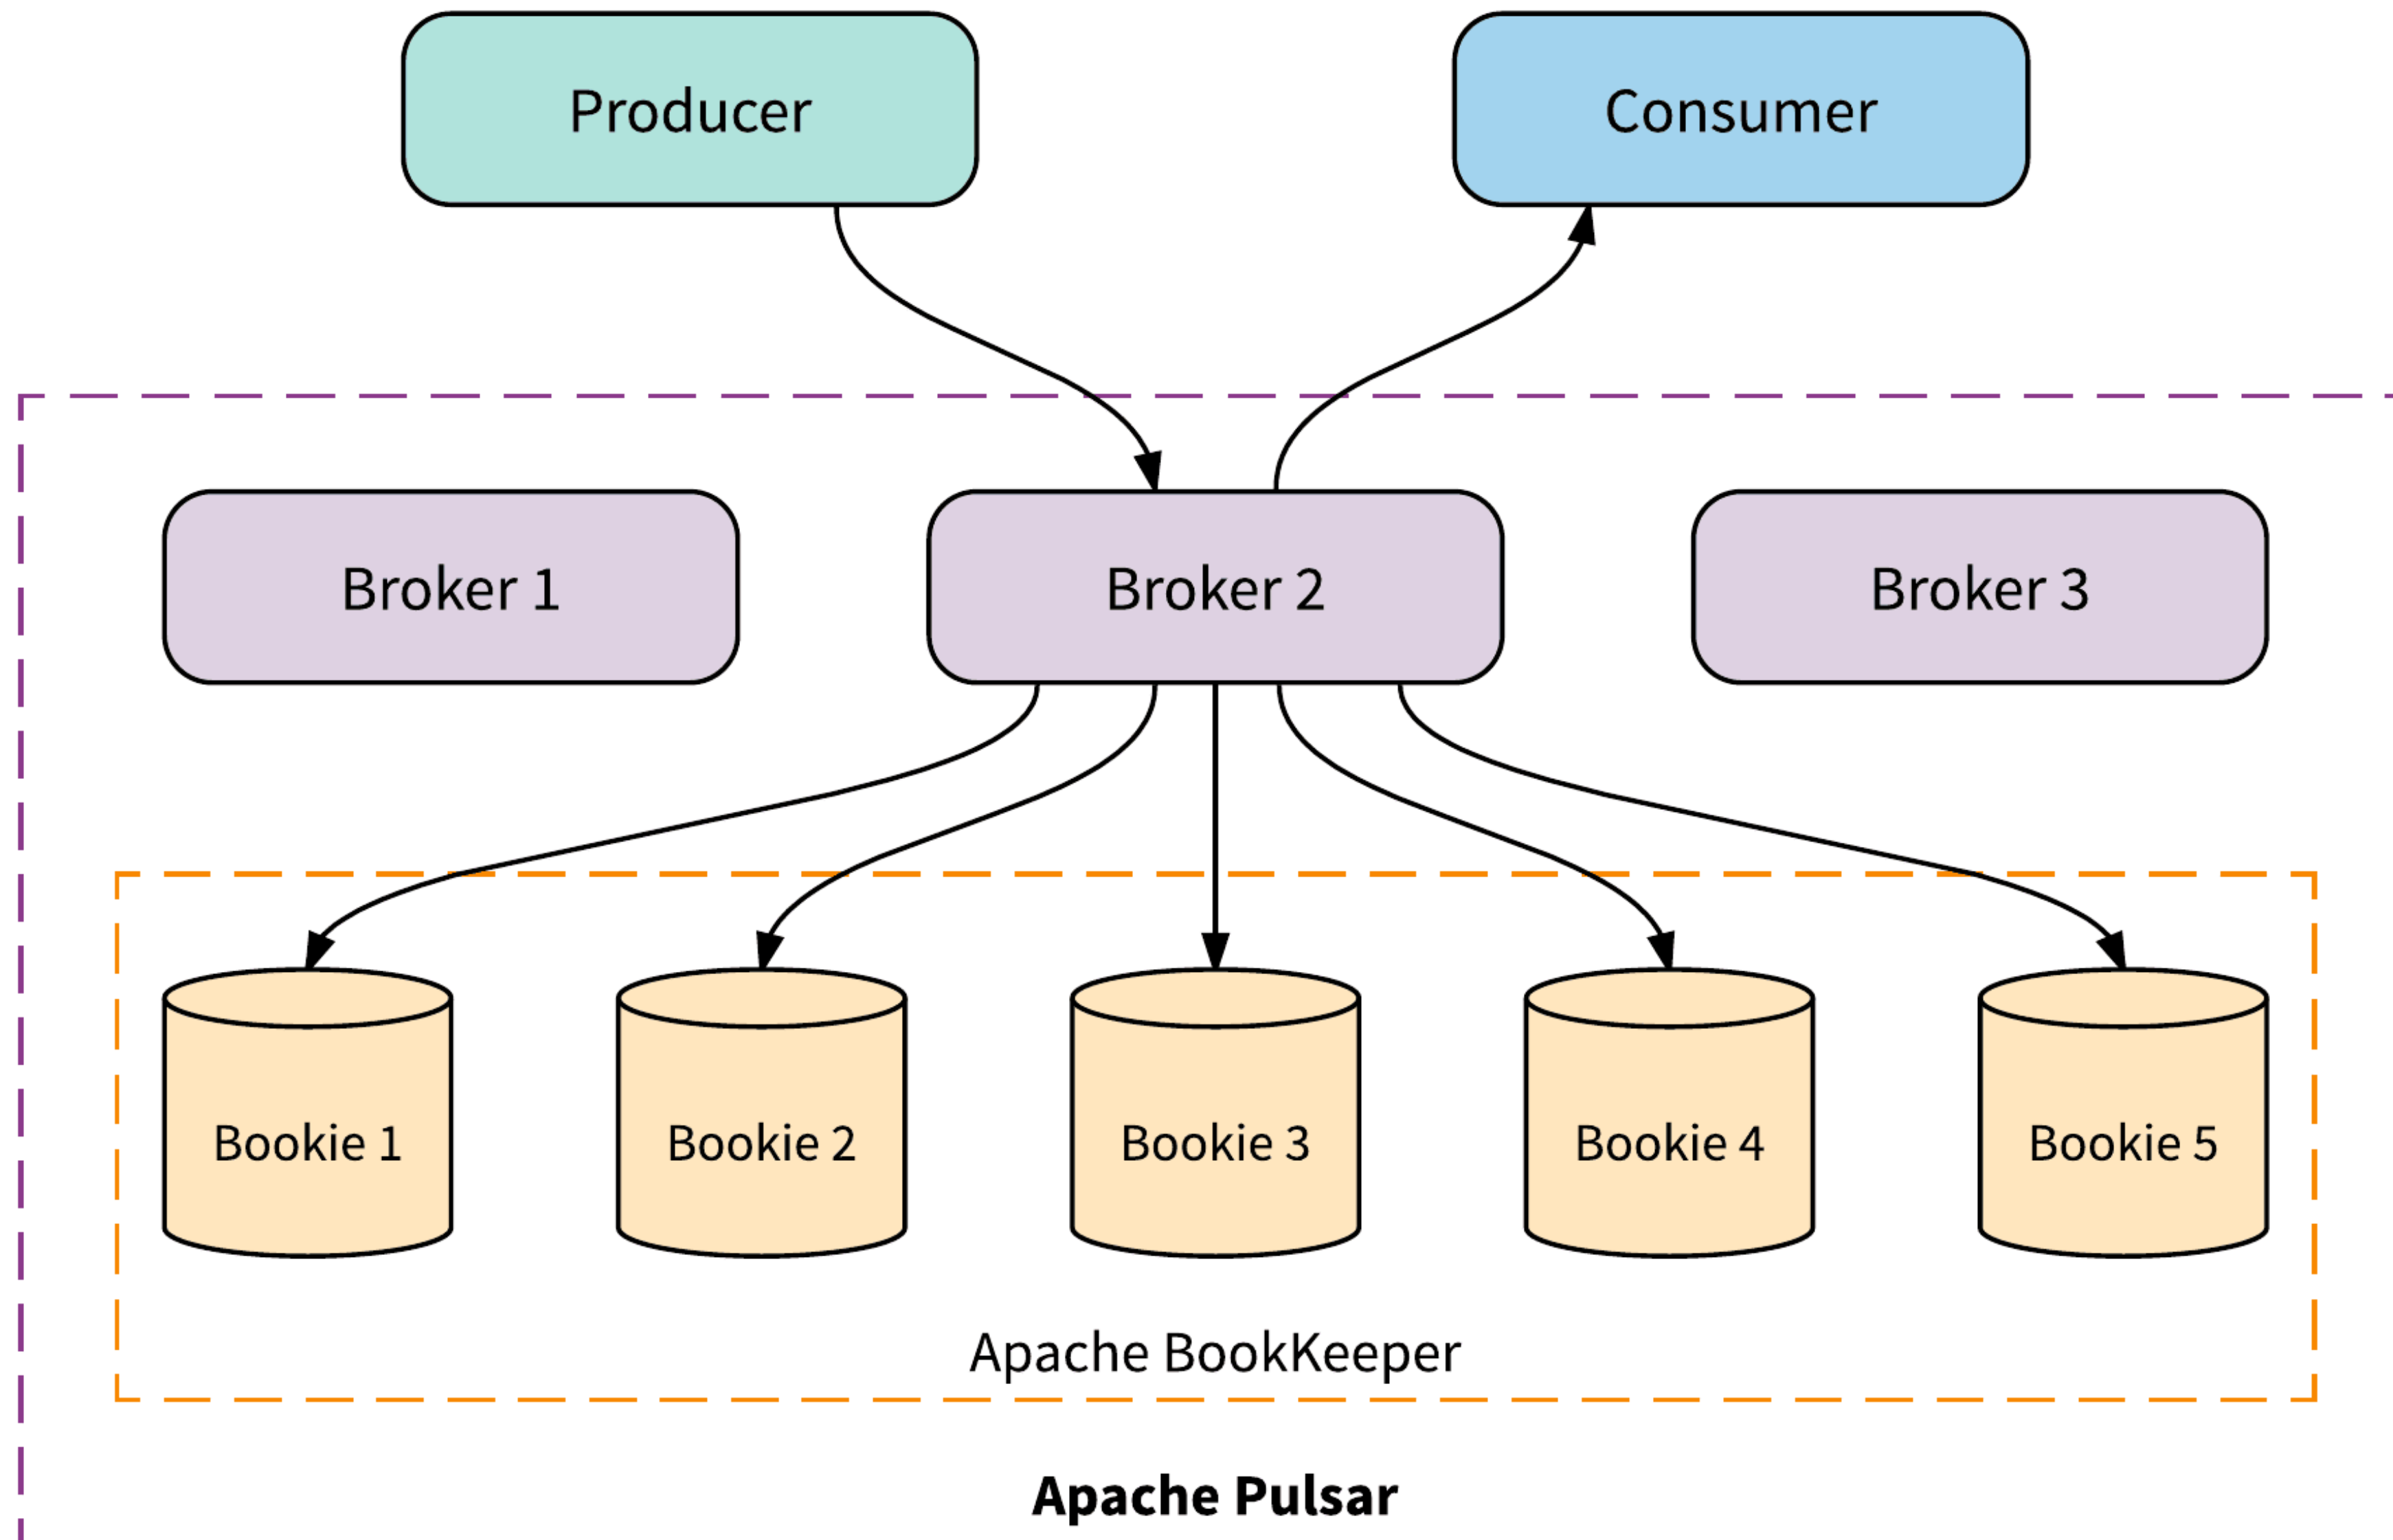 Producer
Consumer
Broker 1
Broker 2
Broker 3
Bookie 1
Bookie 2
Bookie 3
Bookie 4
Bookie 5
Apache BookKeeper
Apache Pulsar